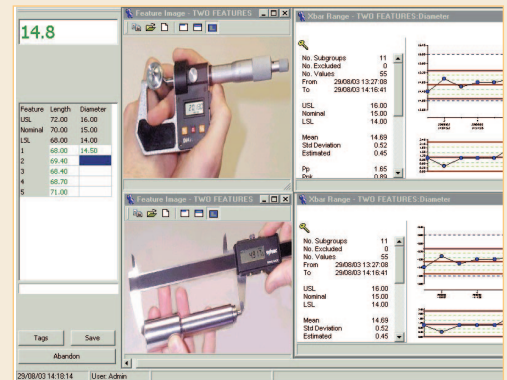 14.8
Feature Length Diameter
USL 72.00 16.00
Nominal 70.00 15.00
LSL 68.00 14.00
1 68.00 14.50
2 69.40
3 68.40
4 68.70
5 71.00
Tags Save
Abandon
29/08/03 14:18:14 User: Admin
Feature Image - TWO FEATURES
Xbar Range - TWO FEATURES:Diameter
No. Subgroups 11
No. Excluded 0
No. Values 55
From 29/08/03 13:27:08
To 29/08/03 14:16:41
USL 16.00
Nominal 15.00
LSL 14.00
Mean 14.69
Std Deviation 0.52
Estimated 0.45
Pp 1.65
Ppk 0.89
Feature Image - TWO FEATURES
Xbar Range - TWO FEATURES:Diameter
No. Subgroups 11
No. Excluded 0
No. Values 55
From 29/08/03 13:27:08
To 29/08/03 14:16:41
USL 16.00
Nominal 15.00
LSL 14.00
Mean 14.69
Std Deviation 0.52
Estimated 0.45